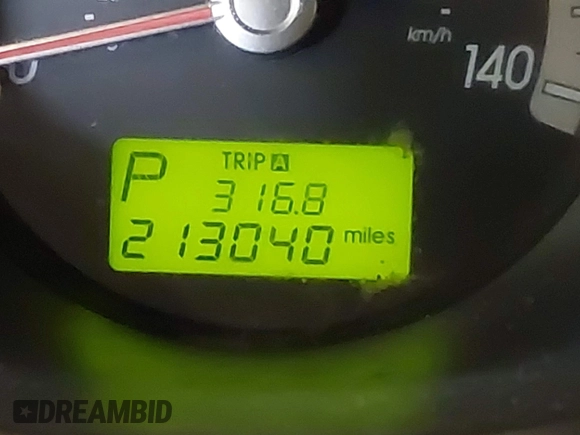 km/h
140
P
TRIP A
316.8
213040 miles
DREAMBID